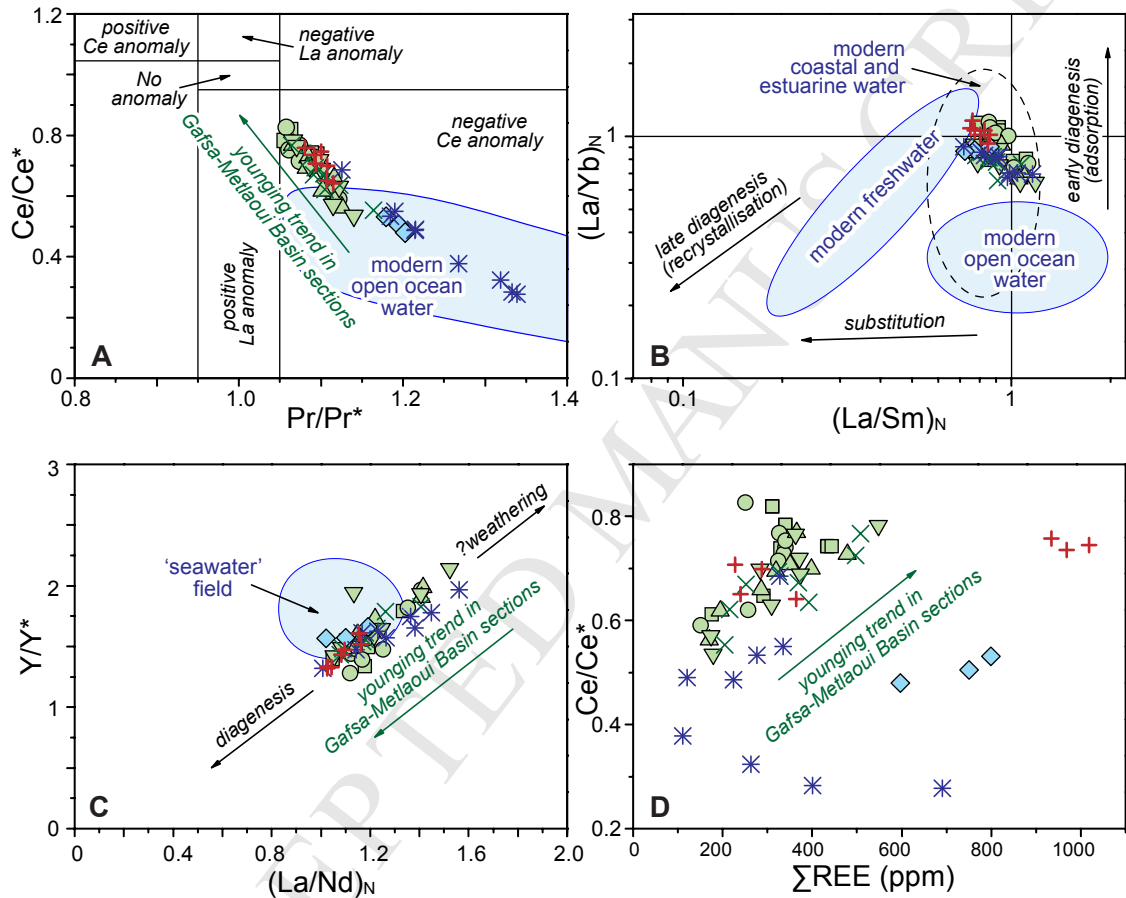 1.2
0.8
0.4
0
Ce/Ce*
positive
Ce anomaly
negative
La anomaly
No
anomaly
negative
Ce anomaly
younging trend in
Gafsa-Metlaoui Basin sections
positive
La anomaly
modern
open ocean
water
A
0.8
1.0
1.2
1.4
Pr/Pr*
1
0.1
(La/Yb)N
modern
coastal and
estuarine water
early diagenesis
(adsorption)
modern freshwater
late diagenesis
(recrystallisation)
modern
open ocean
water
substitution
B
0.1
1
(La/Sm)N
3
2
1
0
Y/Y*
?weathering
'seawater'
field
younging trend in
Gafsa-Metlaoui Basin sections
diagenesis
C
0.4
0.8
1.2
1.6
2.0
(La/Nd)N
0.8
0.6
0.4
0.2
Ce/Ce*
younging trend in
Gafsa-Metlaoui Basin sections
D
200
400
600
800
1000
∑REE (ppm)
EPTED MANUSCRI